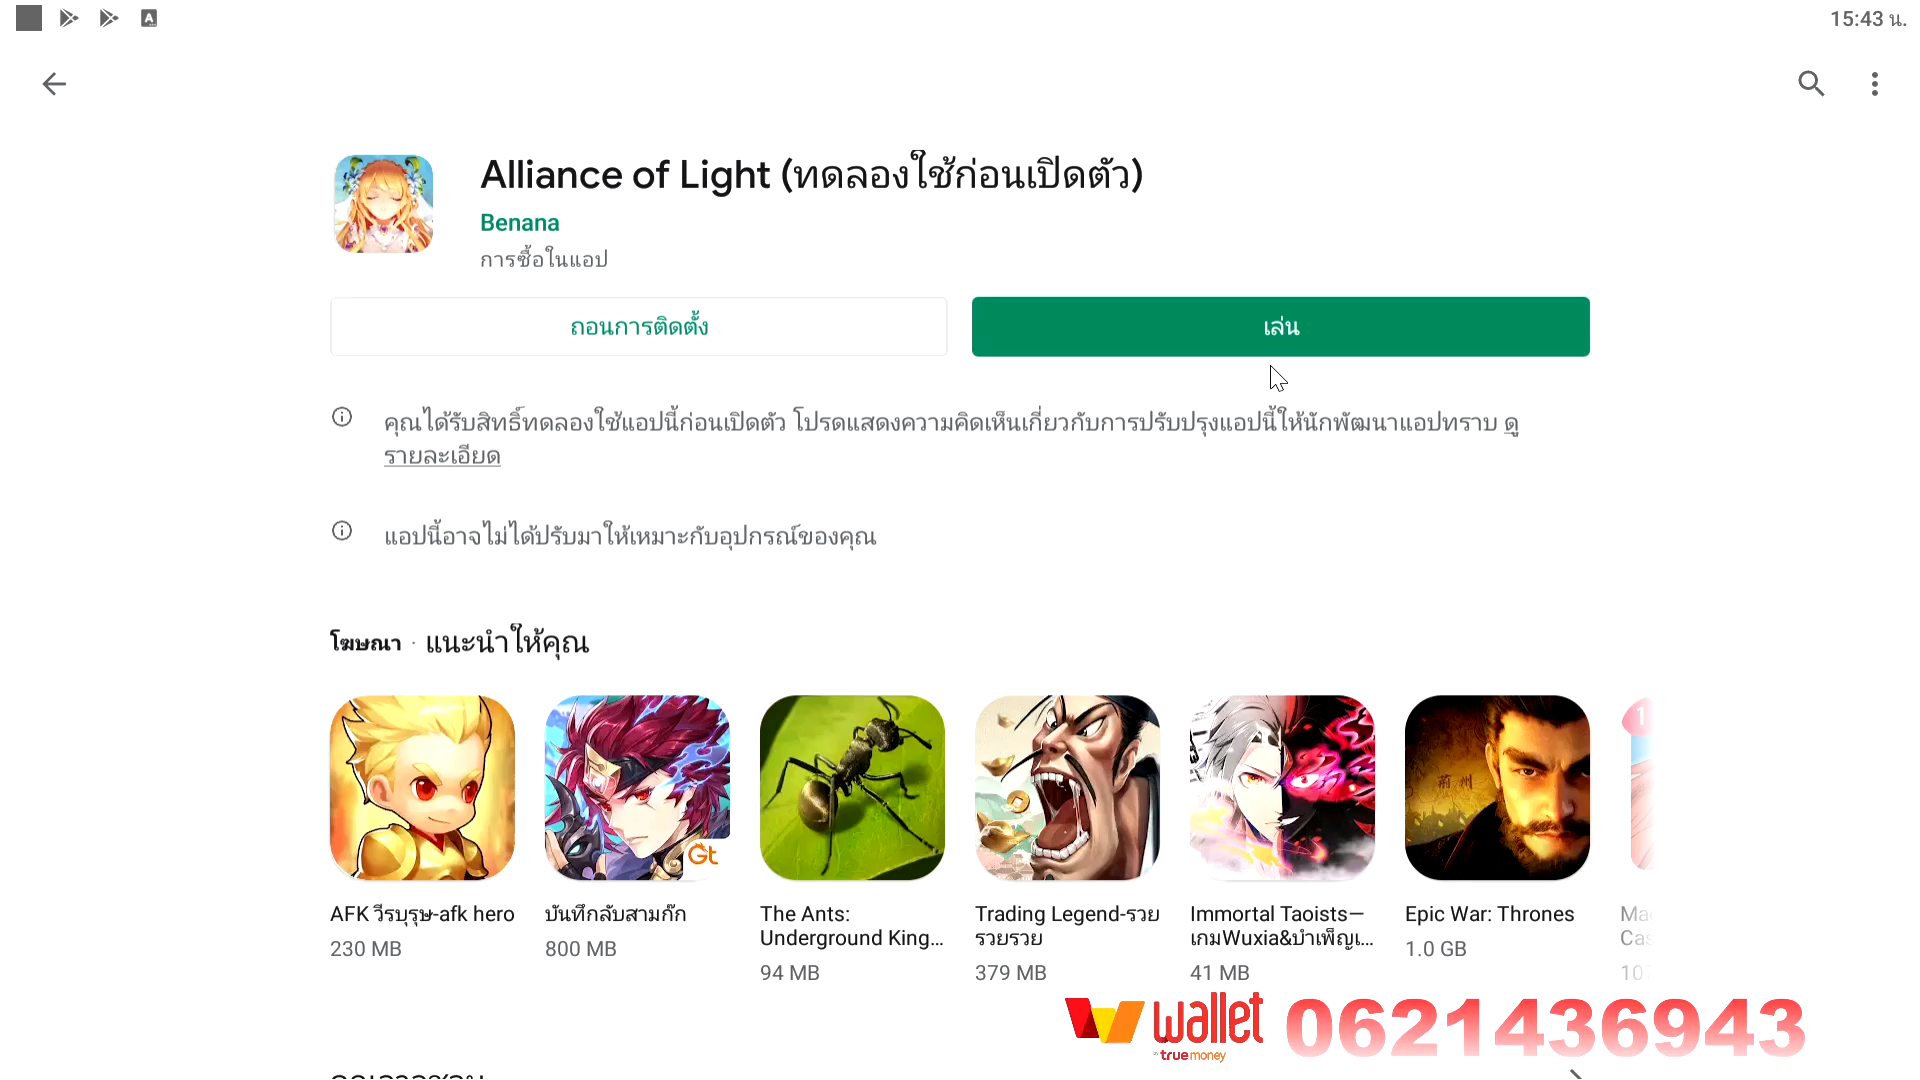 15:43 น.
Alliance of Light (ทดลองใช้ก่อนเปิดตัว)
Benana
การซื้อในแอป
ถอนการติดตั้ง
เล่น
คุณได้รับสิทธิ์ทดลองใช้แอปนี้ก่อนเปิดตัว โปรดแสดงความคิดเห็นเกี่ยวกับการปรับปรุงแอปนี้ให้นักพัฒนาแอปทราบ ดู
รายละเอียด
แอปนี้อาจไม่ได้ปรับมาให้เหมาะกับอุปกรณ์ของคุณ
โฆษณา · แนะนำให้คุณ
荊州
Gt
AFK วีรบุรุษ-afk hero
230 MB
บันทึกลับสามก๊ก
800 MB
The Ants:
Underground King...
94 MB
Trading Legend-รวย
รวยรวย
379 MB
Immortal Taoists—
เกมWuxia&บำเพ็ญเ...
41 MB
Epic War: Thrones
1.0 GB
wallet
by truemoney
0621436943